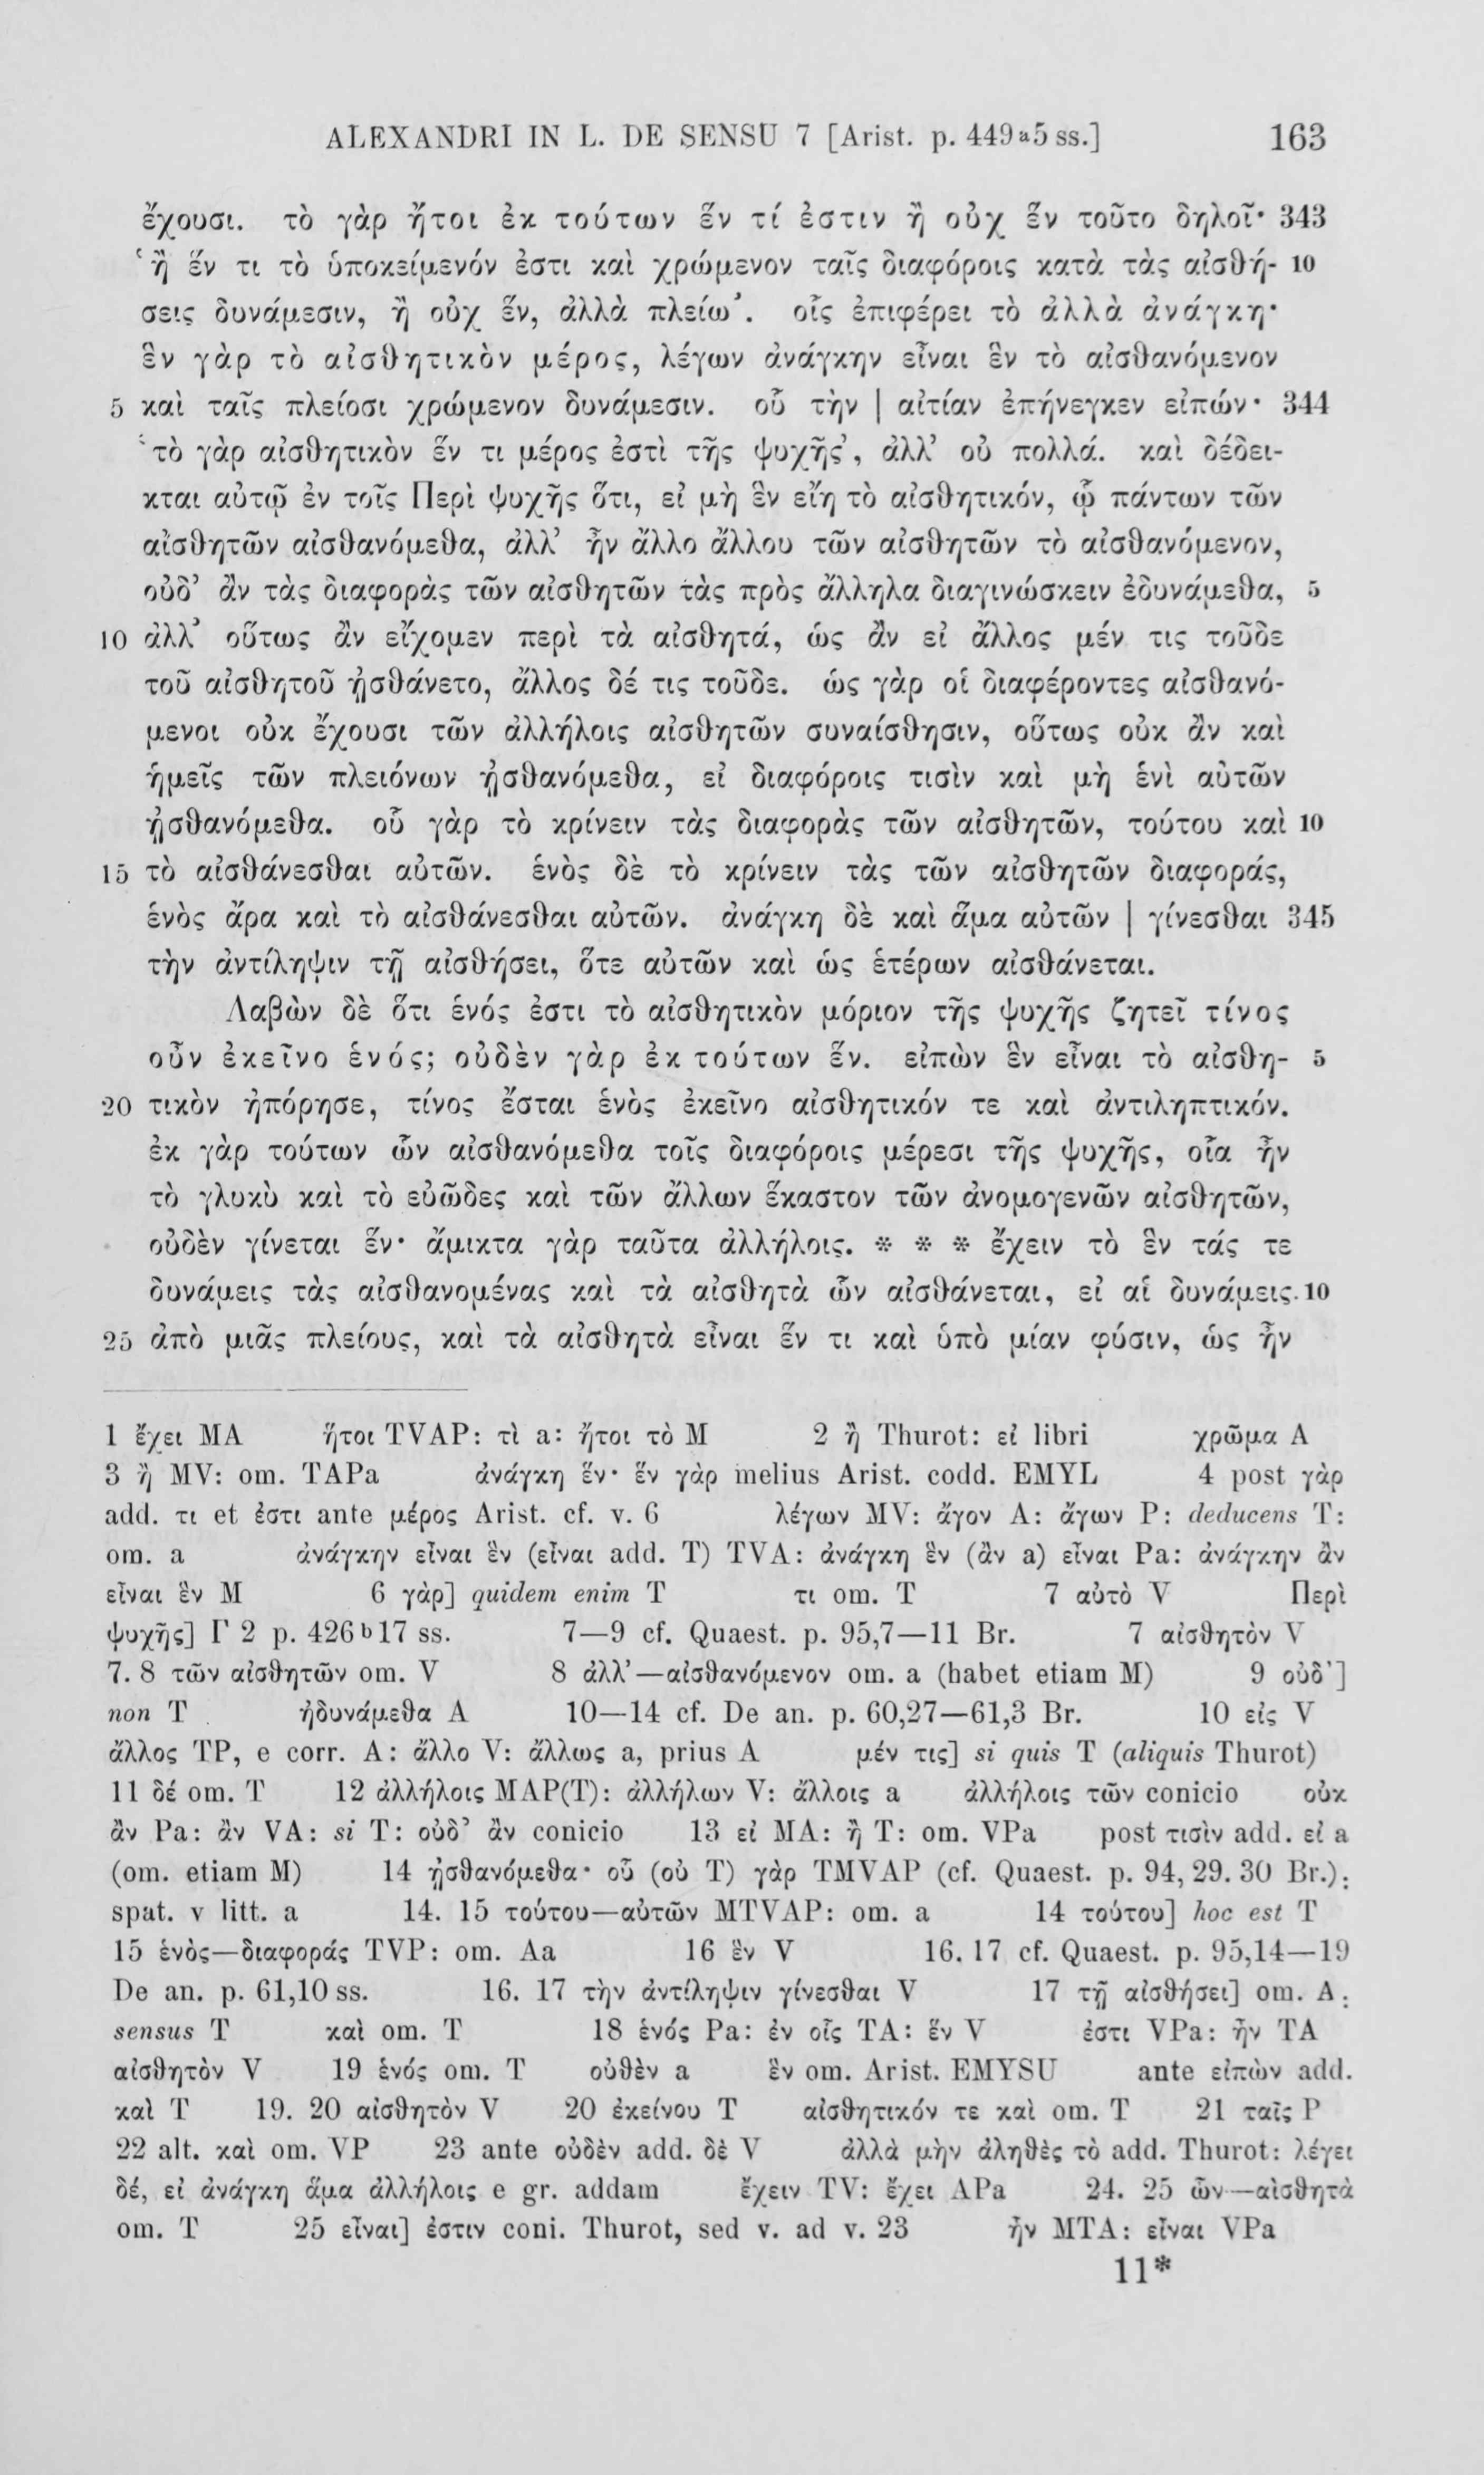 ALEXANDRI IN L. DE SENSU 7 [Arist. p. 449ᵃ5 ss.] 163
ἔχουσι. τὸ γὰρ ἤτοι ἐκ τούτων ἕν τί ἐστιν ἢ οὐχ ἓν τοῦτο δηλοῖ· 343
‘ἢ ἕν τι τὸ ὑποκείμενόν ἐστι καὶ χρώμενον ταῖς διαφόροις κατὰ τὰς αἰσθή- 10
σεις δυνάμεσιν, ἢ οὐχ ἕν, ἀλλὰ πλείω’. οἷς ἐπιφέρει τὸ ἀλλὰ ἀνάγκη·
ἓν γὰρ τὸ αἰσθητικὸν μέρος, λέγων ἀνάγκην εἶναι ἓν τὸ αἰσθανόμενον
5 καὶ ταῖς πλείοσι χρώμενον δυνάμεσιν. οὗ τὴν | αἰτίαν ἐπήνεγκεν εἰπών· 344
‘τὸ γὰρ αἰσθητικὸν ἕν τι μέρος ἐστὶ τῆς ψυχῆς’, ἀλλ’ οὐ πολλά. καὶ δέδει-
κται αὐτῷ ἐν τοῖς Περὶ ψυχῆς ὅτι, εἰ μὴ ἓν εἴη τὸ αἰσθητικόν, ᾧ πάντων τῶν
αἰσθητῶν αἰσθανόμεθα, ἀλλ’ ἦν ἄλλο ἄλλου τῶν αἰσθητῶν τὸ αἰσθανόμενον,
οὐδ’ ἂν τὰς διαφορὰς τῶν αἰσθητῶν τὰς πρὸς ἄλληλα διαγινώσκειν ἐδυνάμεθα, 5
10 ἀλλ’ οὕτως ἂν εἴχομεν περὶ τὰ αἰσθητά, ὡς ἂν εἰ ἄλλος μέν τις τοῦδε
τοῦ αἰσθητοῦ ᾐσθάνετο, ἄλλος δέ τις τοῦδε. ὡς γὰρ οἱ διαφέροντες αἰσθανό-
μενοι οὐκ ἔχουσι τῶν ἀλλήλοις αἰσθητῶν συναίσθησιν, οὕτως οὐκ ἂν καὶ
ἡμεῖς τῶν πλειόνων ᾐσθανόμεθα, εἰ διαφόροις τισὶν καὶ μὴ ἑνὶ αὐτῶν
ᾐσθανόμεθα. οὗ γὰρ τὸ κρίνειν τὰς διαφορὰς τῶν αἰσθητῶν, τούτου καὶ 10
15 τὸ αἰσθάνεσθαι αὐτῶν. ἑνὸς δὲ τὸ κρίνειν τὰς τῶν αἰσθητῶν διαφοράς,
ἑνὸς ἄρα καὶ τὸ αἰσθάνεσθαι αὐτῶν. ἀνάγκη δὲ καὶ ἅμα αὐτῶν | γίνεσθαι 345
τὴν ἀντίληψιν τῇ αἰσθήσει, ὅτε αὐτῶν καὶ ὡς ἑτέρων αἰσθάνεται.
Λαβὼν δὲ ὅτι ἑνός ἐστι τὸ αἰσθητικὸν μόριον τῆς ψυχῆς ζητεῖ τίνος
οὖν ἐκεῖνο ἑνός; οὐδὲν γὰρ ἐκ τούτων ἕν. εἰπὼν ἓν εἶναι τὸ αἰσθη- 5
20 τικὸν ἠπόρησε, τίνος ἔσται ἑνὸς ἐκεῖνο αἰσθητικόν τε καὶ ἀντιληπτικόν.
ἐκ γὰρ τούτων ὧν αἰσθανόμεθα τοῖς διαφόροις μέρεσι τῆς ψυχῆς, οἷα ἦν
τὸ γλυκὺ καὶ τὸ εὐῶδες καὶ τῶν ἄλλων ἕκαστον τῶν ἀνομογενῶν αἰσθητῶν,
οὐδὲν γίνεται ἕν· ἄμικτα γὰρ ταῦτα ἀλλήλοις. * * * ἔχειν τὸ ἓν τάς τε
δυνάμεις τὰς αἰσθανομένας καὶ τὰ αἰσθητὰ ὧν αἰσθάνεται, εἰ αἱ δυνάμεις 10
25 ἀπὸ μιᾶς πλείους, καὶ τὰ αἰσθητὰ εἶναι ἕν τι καὶ ὑπὸ μίαν φύσιν, ὡς ἦν
1 ἔχει MA ἤτοι TVAP: τὶ a: ἤτοι τὸ M 2 ἢ Thurot: εἰ libri χρῶμα A
3 ἢ MV: om. TAPa ἀνάγκη ἕν· ἓν γὰρ melius Arist. codd. EMYL 4 post γὰρ
add. τι et ἐστι ante μέρος Arist. cf. v. 6 λέγων MV: ἄγον A: ἄγων P: deducens T:
om. a ἀνάγκην εἶναι ἓν (εἶναι add. T) TVA: ἀνάγκη ἓν (ἂν a) εἶναι Pa: ἀνάγκην ἂν
εἶναι ἓν M 6 γὰρ] quidem enim T τι om. T 7 αὐτὸ V Περὶ
ψυχῆς] Γ 2 p. 426ᵇ17 ss. 7—9 cf. Quaest. p. 95,7—11 Br. 7 αἰσθητὸν V
7. 8 τῶν αἰσθητῶν om. V 8 ἀλλ’—αἰσθανόμενον om. a (habet etiam M) 9 οὐδ’]
non T ἠδυνάμεθα A 10—14 cf. De an. p. 60,27—61,3 Br. 10 εἰς V
ἄλλος TP, e corr. A: ἄλλο V: ἄλλως a, prius A μέν τις] si quis T (aliquis Thurot)
11 δέ om. T 12 ἀλλήλοις MAP(T): ἀλλήλων V: ἄλλοις a ἀλλήλοις τῶν conicio οὐκ
ἂν Pa: ἂν VA: si T: οὐδ’ ἂν conicio 13 εἰ MA: ἢ T: om. VPa post τισὶν add. εἰ a
(om. etiam M) 14 ᾐσθανόμεθα· οὗ (οὐ T) γὰρ TMVAP (cf. Quaest. p. 94,29. 30 Br.):
spat. v litt. a 14. 15 τούτου—αὐτῶν MTVAP: om. a 14 τούτου] hoc est T
15 ἑνὸς—διαφοράς TVP: om. Aa 16 ἓν V 16. 17 cf. Quaest. p. 95,14—19
De an. p. 61,10 ss. 16. 17 τὴν ἀντίληψιν γίνεσθαι V 17 τῇ αἰσθήσει] om. A:
sensus T καὶ om. T 18 ἑνός Pa: ἐν οἷς TA: ἕν V ἐστι VPa: ἦν TA
αἰσθητὸν V 19 ἑνός om. T οὐθὲν a ἓν om. Arist. EMYSU ante εἰπὼν add.
καὶ T 19. 20 αἰσθητὸν V 20 ἐκείνου T αἰσθητικόν τε καὶ om. T 21 ταῖς P
22 alt. καὶ om. VP 23 ante οὐδὲν add. δὲ V ἀλλὰ μὴν ἀληθὲς τὸ add. Thurot: λέγει
δέ, εἰ ἀνάγκη ἅμα ἀλλήλοις e gr. addam ἔχειν TV: ἔχει APa 24. 25 ὧν—αἰσθητὰ
om. T 25 εἶναι] ἐστιν coni. Thurot, sed v. ad v. 23 ἦν MTA: εἶναι VPa
11*